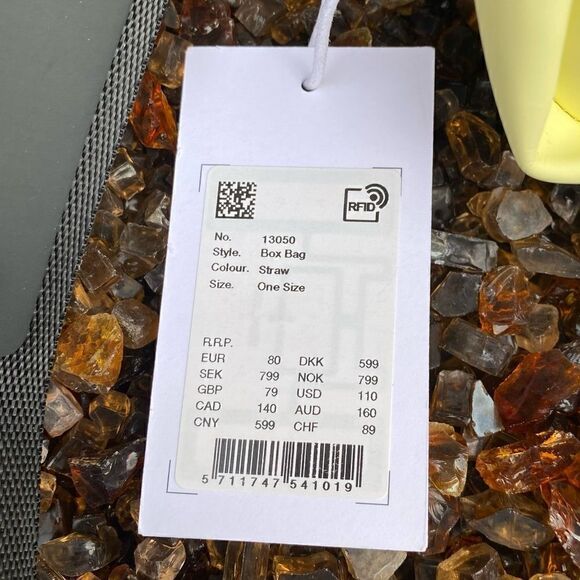 RFID
No. 13050
Style. Box Bag
Colour. Straw
Size. One Size
R.R.P.
EUR 80 DKK 599
SEK 799 NOK 799
GBP 79 USD 110
CAD 140 AUD 160
CNY 599 CHF 89
5 711747 541019